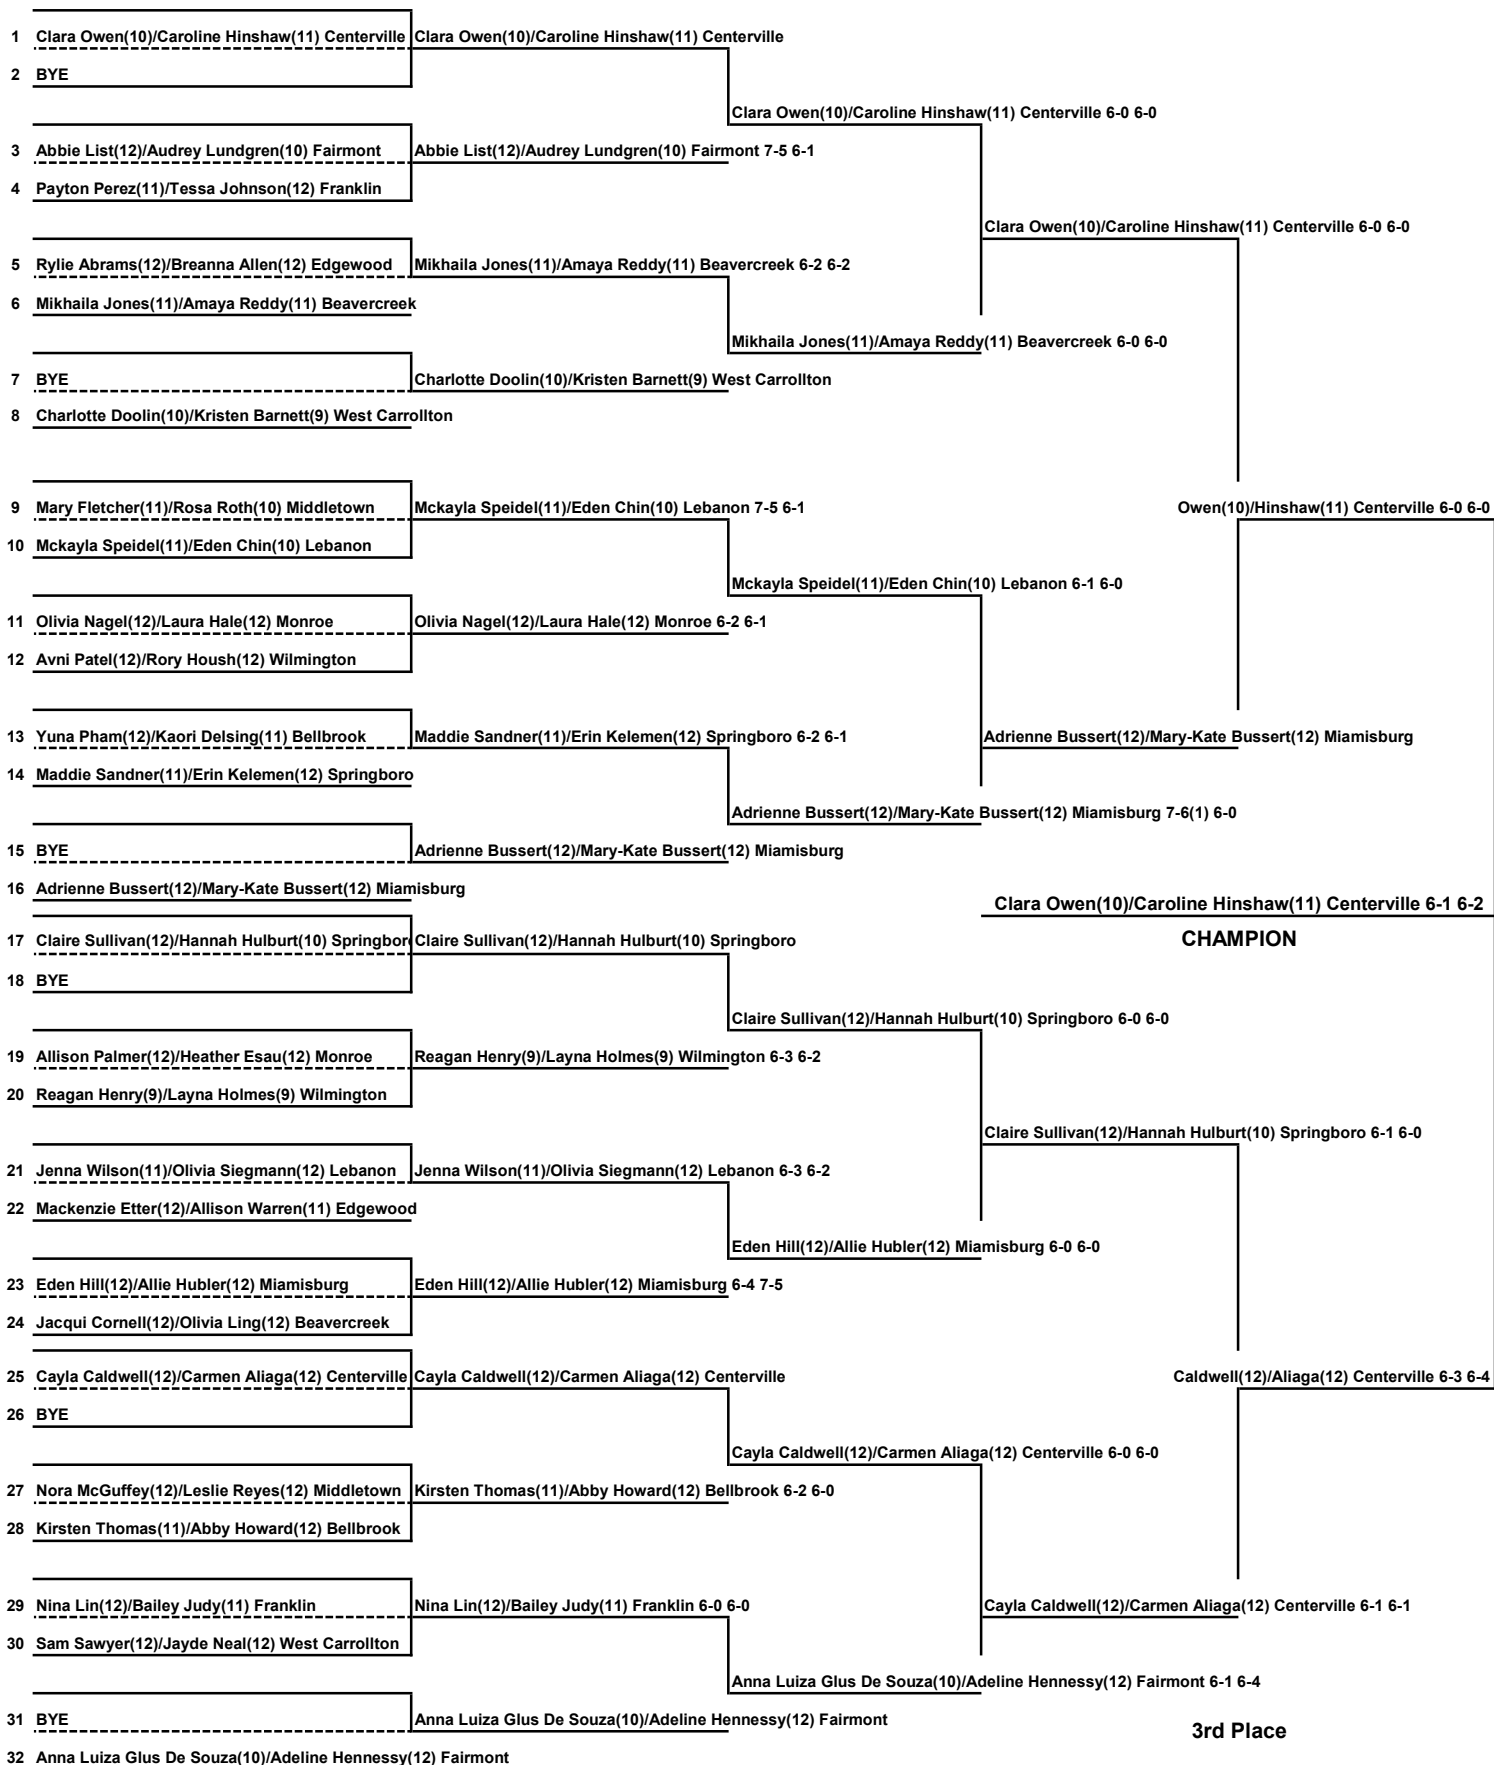 1 Clara Owen(10)/Caroline Hinshaw(11) Centerville Clara Owen(10)/Caroline Hinshaw(11) Centerville
2 BYE
Clara Owen(10)/Caroline Hinshaw(11) Centerville 6-0 6-0
3 Abbie List(12)/Audrey Lundgren(10) Fairmont Abbie List(12)/Audrey Lundgren(10) Fairmont 7-5 6-1
4 Payton Perez(11)/Tessa Johnson(12) Franklin
Clara Owen(10)/Caroline Hinshaw(11) Centerville 6-0 6-0
5 Rylie Abrams(12)/Breanna Allen(12) Edgewood Mikhaila Jones(11)/Amaya Reddy(11) Beavercreek 6-2 6-2
6 Mikhaila Jones(11)/Amaya Reddy(11) Beavercreek
Mikhaila Jones(11)/Amaya Reddy(11) Beavercreek 6-0 6-0
7 BYE Charlotte Doolin(10)/Kristen Barnett(9) West Carrollton
8 Charlotte Doolin(10)/Kristen Barnett(9) West Carrollton
9 Mary Fletcher(11)/Rosa Roth(10) Middletown Mckayla Speidel(11)/Eden Chin(10) Lebanon 7-5 6-1 Owen(10)/Hinshaw(11) Centerville 6-0 6-0
10 Mckayla Speidel(11)/Eden Chin(10) Lebanon
Mckayla Speidel(11)/Eden Chin(10) Lebanon 6-1 6-0
11 Olivia Nagel(12)/Laura Hale(12) Monroe Olivia Nagel(12)/Laura Hale(12) Monroe 6-2 6-1
12 Avni Patel(12)/Rory Housh(12) Wilmington
13 Yuna Pham(12)/Kaori Delsing(11) Bellbrook Maddie Sandner(11)/Erin Kelemen(12) Springboro 6-2 6-1 Adrienne Bussert(12)/Mary-Kate Bussert(12) Miamisburg
14 Maddie Sandner(11)/Erin Kelemen(12) Springboro
Adrienne Bussert(12)/Mary-Kate Bussert(12) Miamisburg 7-6(1) 6-0
15 BYE Adrienne Bussert(12)/Mary-Kate Bussert(12) Miamisburg
16 Adrienne Bussert(12)/Mary-Kate Bussert(12) Miamisburg
Clara Owen(10)/Caroline Hinshaw(11) Centerville 6-1 6-2
17 Claire Sullivan(12)/Hannah Hulburt(10) Springboro Claire Sullivan(12)/Hannah Hulburt(10) Springboro CHAMPION
18 BYE
Claire Sullivan(12)/Hannah Hulburt(10) Springboro 6-0 6-0
19 Allison Palmer(12)/Heather Esau(12) Monroe Reagan Henry(9)/Layna Holmes(9) Wilmington 6-3 6-2
20 Reagan Henry(9)/Layna Holmes(9) Wilmington
Claire Sullivan(12)/Hannah Hulburt(10) Springboro 6-1 6-0
21 Jenna Wilson(11)/Olivia Siegmann(12) Lebanon Jenna Wilson(11)/Olivia Siegmann(12) Lebanon 6-3 6-2
22 Mackenzie Etter(12)/Allison Warren(11) Edgewood
Eden Hill(12)/Allie Hubler(12) Miamisburg 6-0 6-0
23 Eden Hill(12)/Allie Hubler(12) Miamisburg Eden Hill(12)/Allie Hubler(12) Miamisburg 6-4 7-5
24 Jacqui Cornell(12)/Olivia Ling(12) Beavercreek
25 Cayla Caldwell(12)/Carmen Aliaga(12) Centerville Cayla Caldwell(12)/Carmen Aliaga(12) Centerville Caldwell(12)/Aliaga(12) Centerville 6-3 6-4
26 BYE
Cayla Caldwell(12)/Carmen Aliaga(12) Centerville 6-0 6-0
27 Nora McGuffey(12)/Leslie Reyes(12) Middletown Kirsten Thomas(11)/Abby Howard(12) Bellbrook 6-2 6-0
28 Kirsten Thomas(11)/Abby Howard(12) Bellbrook
29 Nina Lin(12)/Bailey Judy(11) Franklin Nina Lin(12)/Bailey Judy(11) Franklin 6-0 6-0 Cayla Caldwell(12)/Carmen Aliaga(12) Centerville 6-1 6-1
30 Sam Sawyer(12)/Jayde Neal(12) West Carrollton
Anna Luiza Glus De Souza(10)/Adeline Hennessy(12) Fairmont 6-1 6-4
31 BYE Anna Luiza Glus De Souza(10)/Adeline Hennessy(12) Fairmont 3rd Place
32 Anna Luiza Glus De Souza(10)/Adeline Hennessy(12) Fairmont